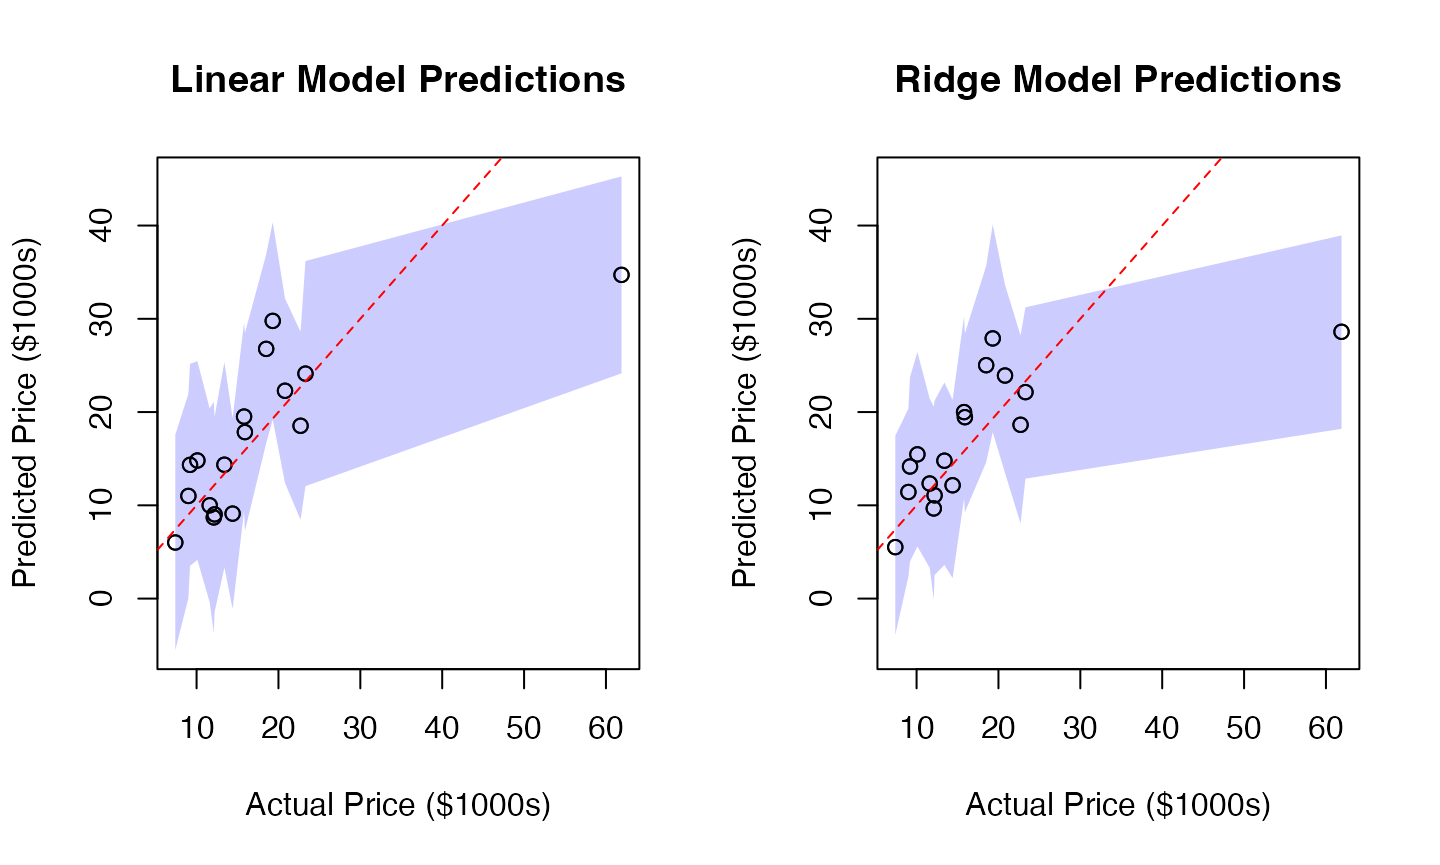 Linear Model Predictions
Predicted Price ($1000s)
40
30
20
10
0
10 20 30 40 50 60
Actual Price ($1000s)
Ridge Model Predictions
Predicted Price ($1000s)
40
30
20
10
0
10 20 30 40 50 60
Actual Price ($1000s)